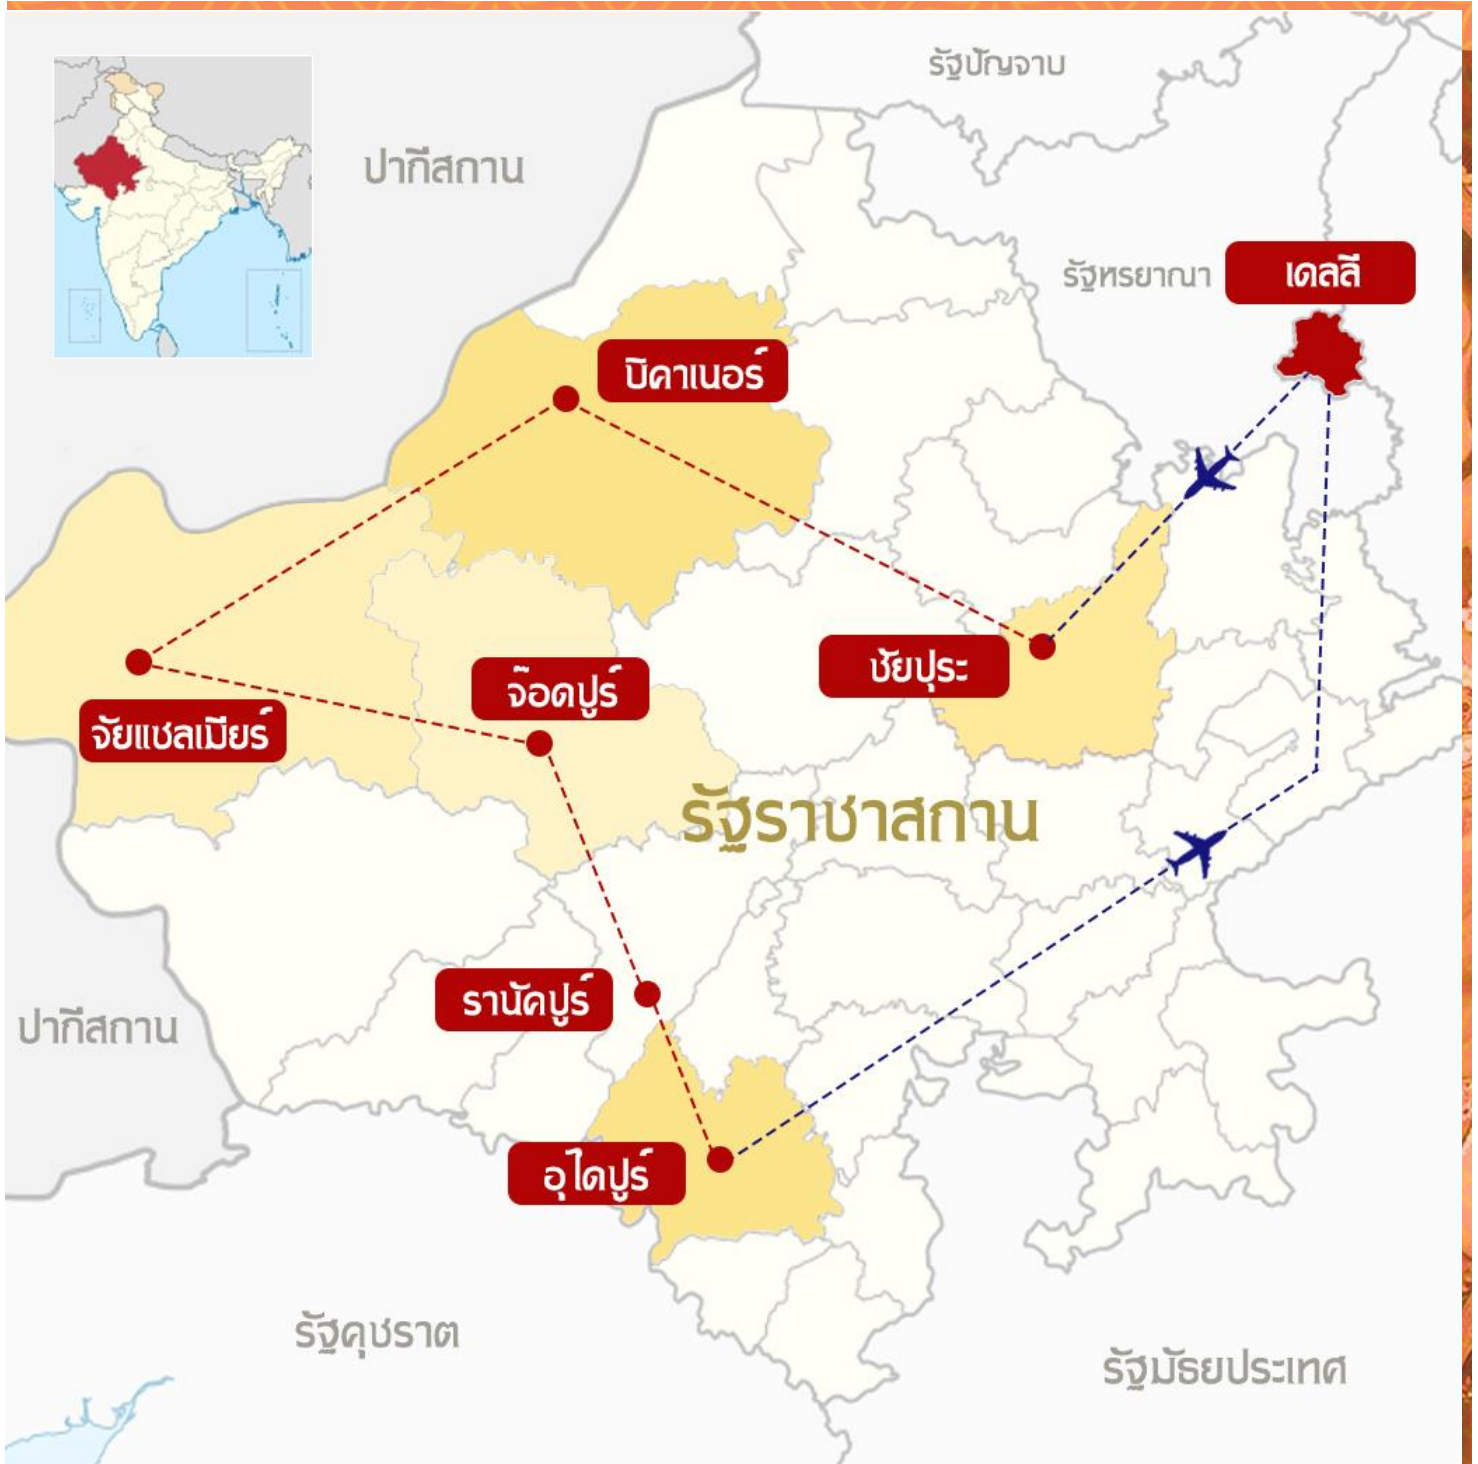 รัฐปัญจาบ
ปากีสถาน
รัฐหรยาณา
เดลลี
บิคาเนอร์
ชัยปุระ
จ๊อดปูร์
จัยแซลเมียร์
รัฐราชาสถาน
รานัคปูร์
ปากีสถาน
อุไดปูร์
รัฐคุชราต
รัฐมัธยประเทศ